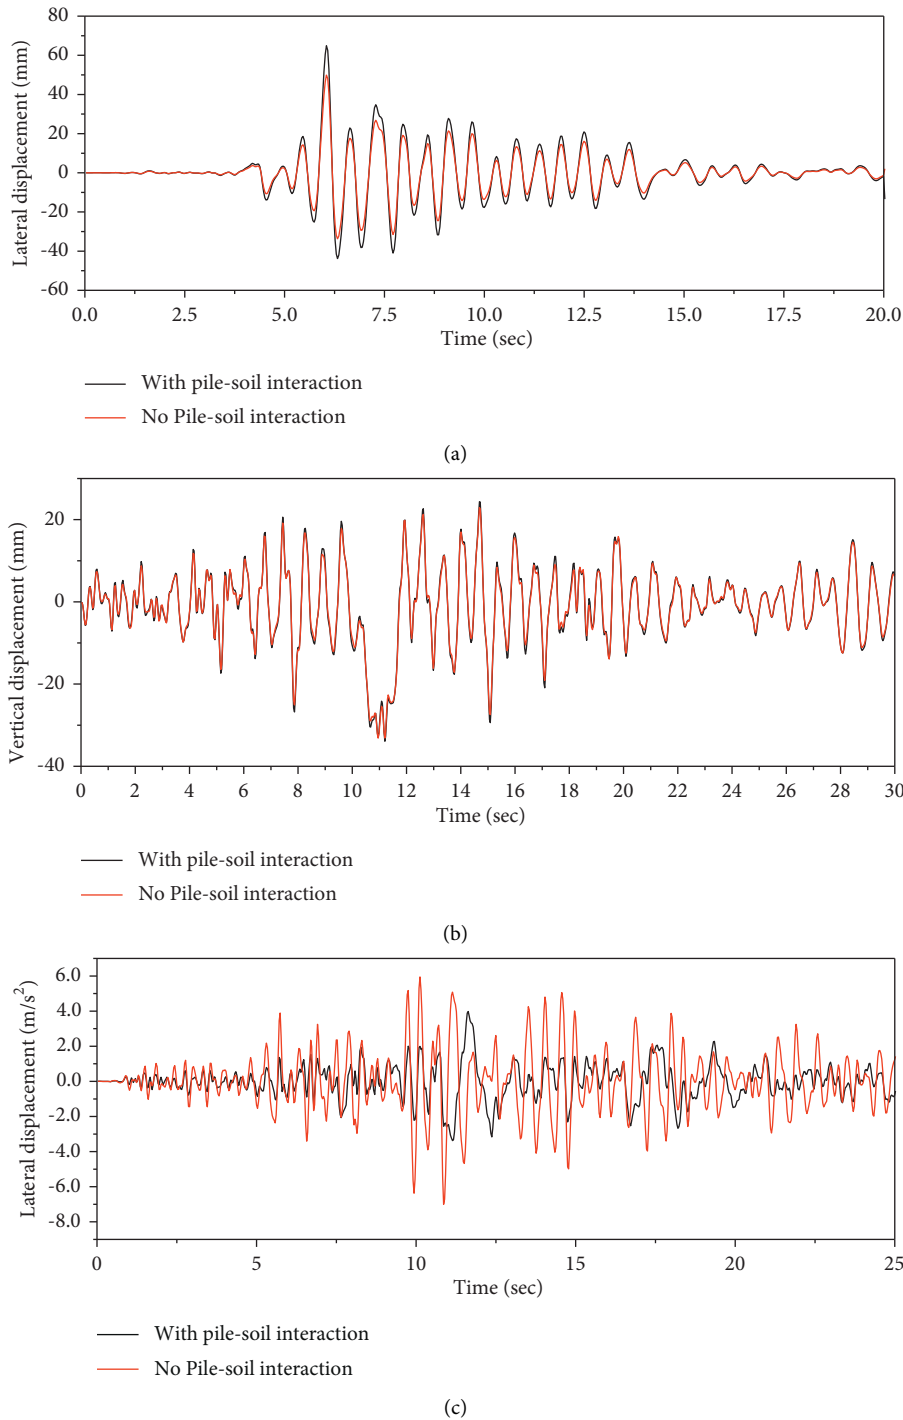 80
60
40
20
0
-20
-40
60
Lateral displacement (mm)
0.0 2.5 5.0 7.5 10.0 12.5 15.0 17.5 20.0
Time (sec)
With pile-soil interaction
No Pile-soil interaction
(a)
20
0
-20
-40
Vertical displacement (mm)
0 2 4 6 8 10 12 14 16 18 20 22 24 26 28 30
Time (sec)
With pile-soil interaction
No Pile-soil interaction
(b)
6.0
4.0
2.0
0.0
-2.0
-4.0
-6.0
-8.0
Lateral displacement (m/s²)
0 5 10 15 20 25
Time (sec)
With pile-soil interaction
No Pile-soil interaction
(c)